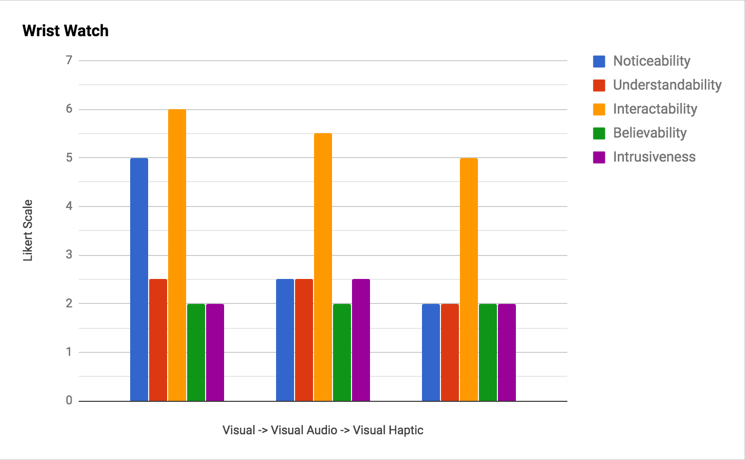 Wrist Watch
7
6
5
4
3
2
1
0
Likert Scale
Visual -> Visual Audio -> Visual Haptic
Noticeability
Understandability
Interactability
Believability
Intrusiveness